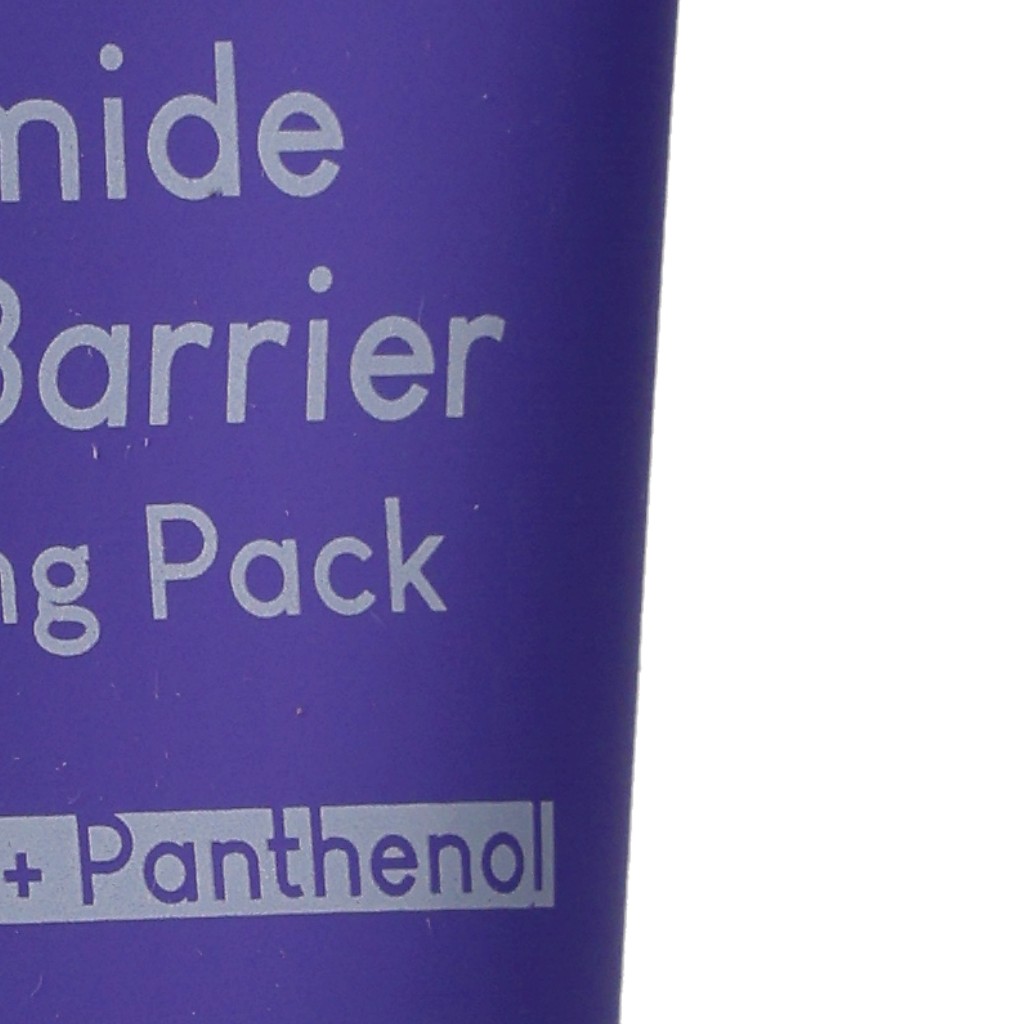 mide
Barrier
ng Pack
+ Panthenol